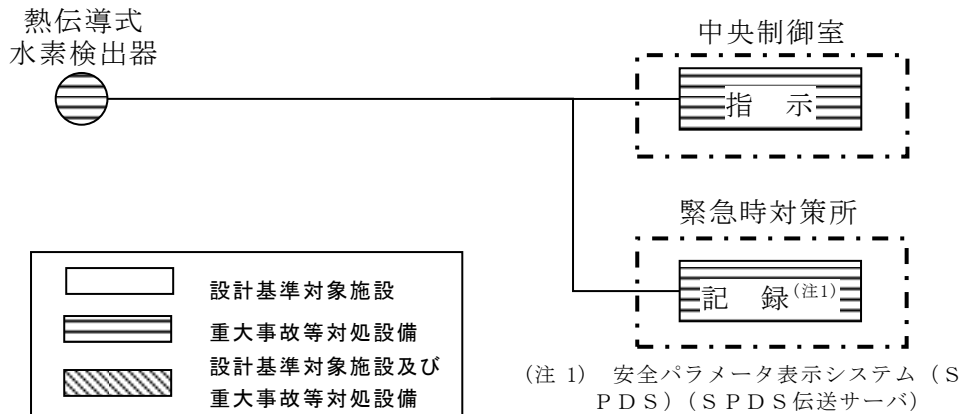 熱伝導式
水素検出器
中央制御室
指 示
緊急時対策所
記 録(注1)
設計基準対象施設
重大事故等対処設備
設計基準対象施設及び
重大事故等対処設備
(注 1) 安全パラメータ表示システム(S
PDS)(SPDS伝送サーバ)